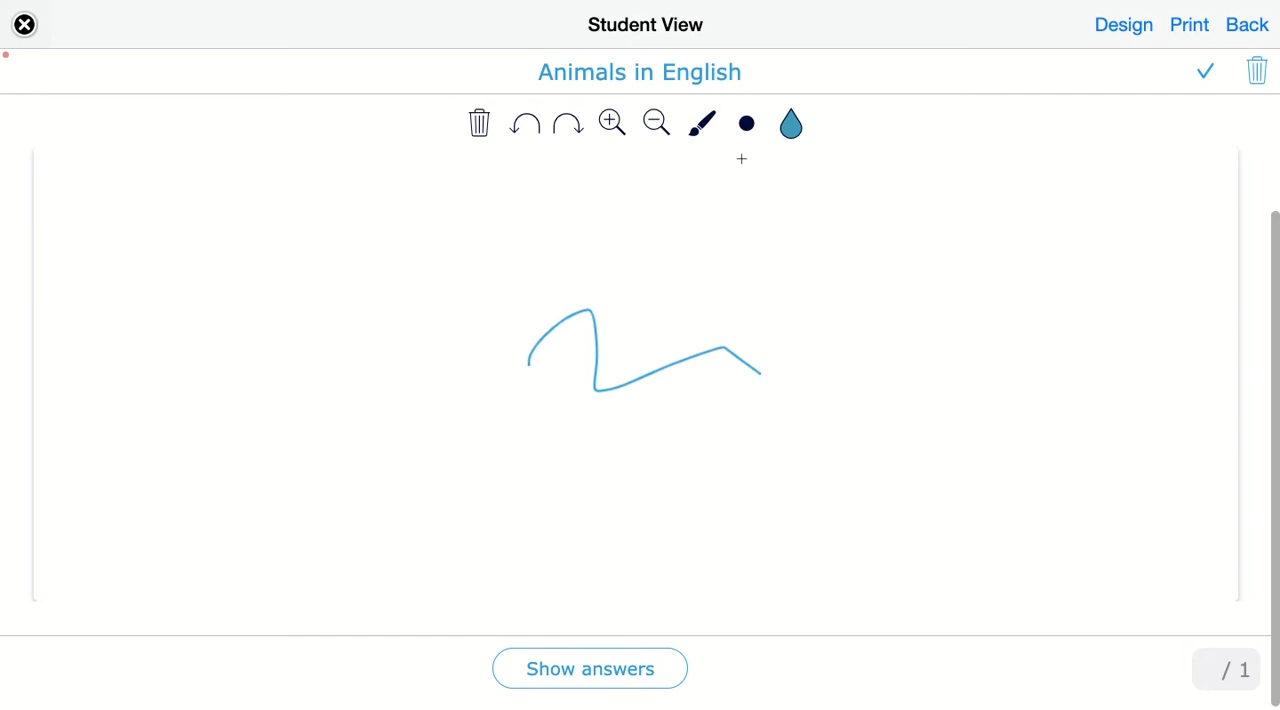 Student View
Design Print Back
Animals in English
Show answers
/ 1